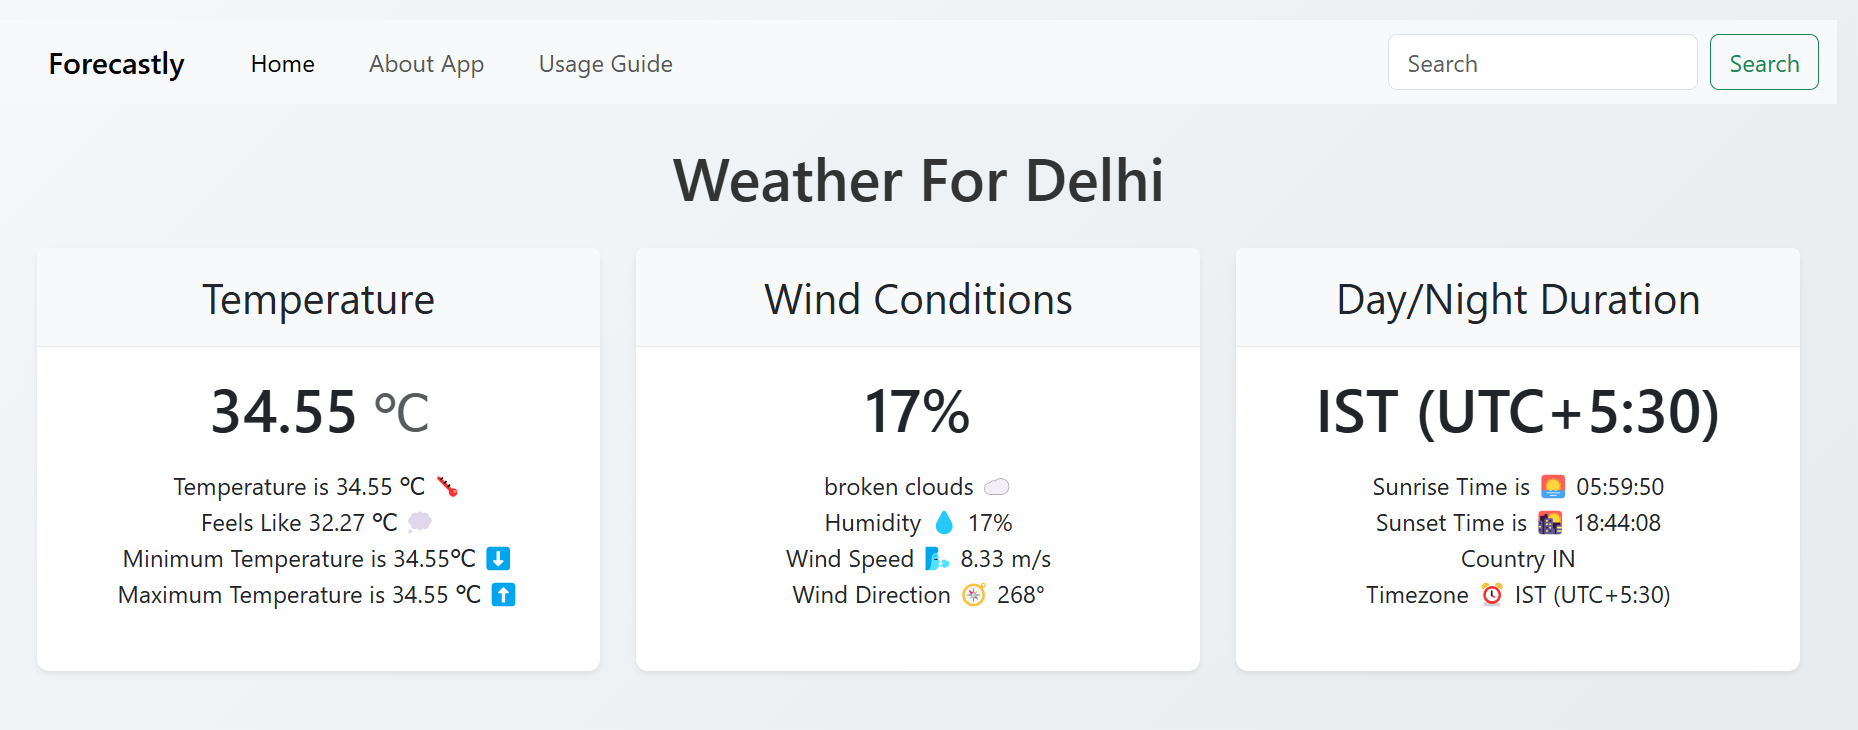 Forecastly Home About App Usage Guide Search Search
Weather For Delhi
Temperature
34.55 °C
Temperature is 34.55 °C
Feels Like 32.27 °C
Minimum Temperature is 34.55°C
Maximum Temperature is 34.55 °C
Wind Conditions
17%
broken clouds
Humidity 17%
Wind Speed 8.33 m/s
Wind Direction 268°
Day/Night Duration
IST (UTC+5:30)
Sunrise Time is 05:59:50
Sunset Time is 18:44:08
Country IN
Timezone IST (UTC+5:30)